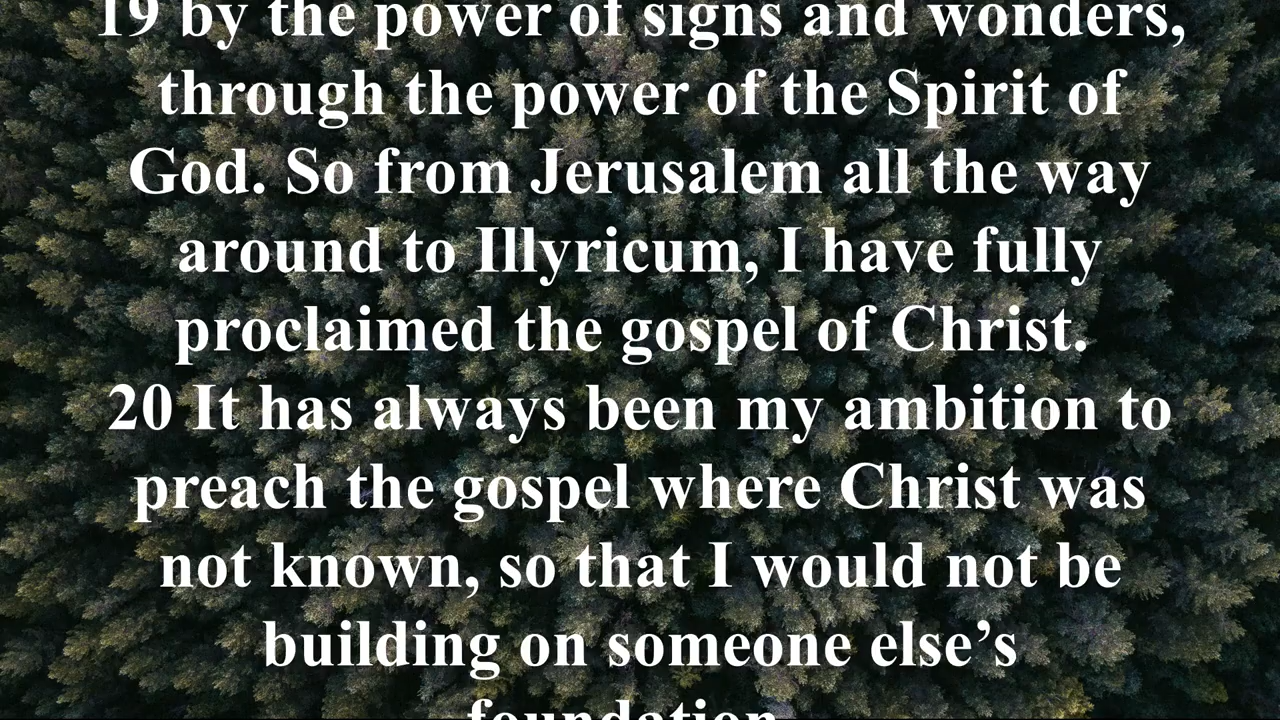 19 by the power of signs and wonders,
through the power of the Spirit of
God. So from Jerusalem all the way
around to Illyricum, I have fully
proclaimed the gospel of Christ.
20 It has always been my ambition to
preach the gospel where Christ was
not known, so that I would not be
building on someone else’s
foundation